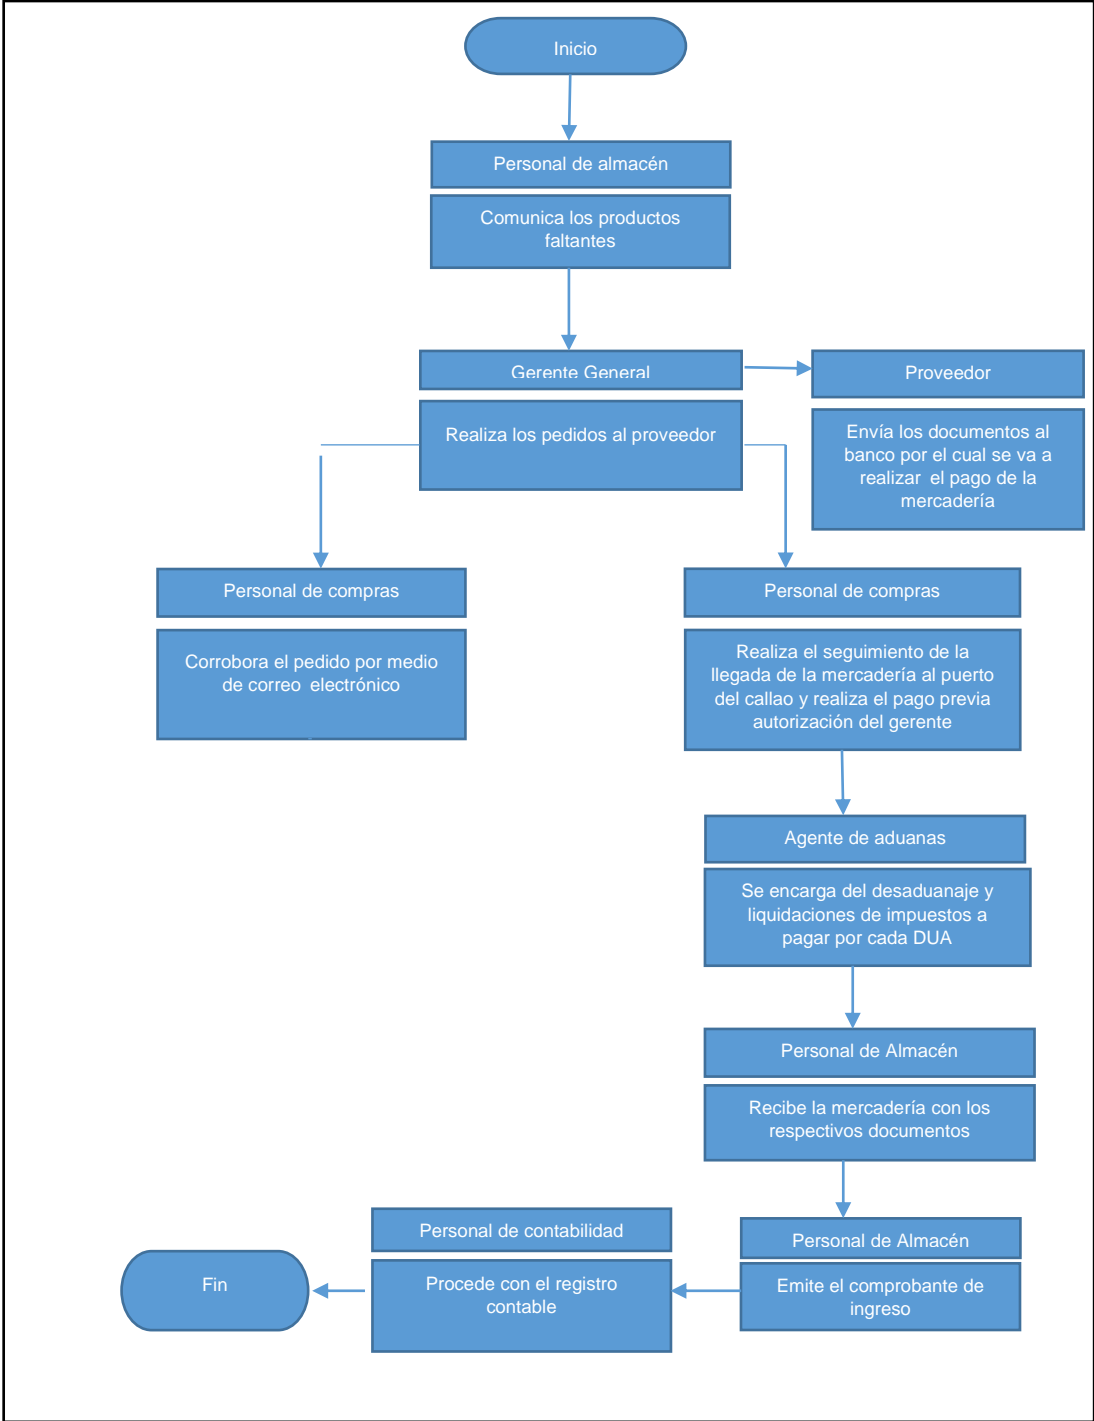 Inicio
Personal de almacén
Comunica los productos
faltantes
Gerente General
Proveedor
Realiza los pedidos al proveedor
Envía los documentos al
banco por el cual se va a
realizar el pago de la
mercadería
Personal de compras
Personal de compras
Corrobora el pedido por medio
de correo electrónico
Realiza el seguimiento de la
llegada de la mercadería al puerto
del callao y realiza el pago previa
autorización del gerente
Agente de aduanas
Se encarga del desaduanaje y
liquidaciones de impuestos a
pagar por cada DUA
Personal de Almacén
Recibe la mercadería con los
respectivos documentos
Personal de Almacén
Emite el comprobante de
ingreso
Personal de contabilidad
Procede con el registro
contable
Fin